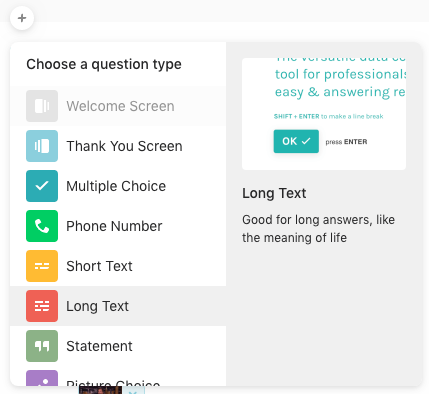 Choose a question type
Welcome Screen
Thank You Screen
Multiple Choice
Phone Number
Short Text
Long Text
Statement
Picture Choice
The versatile data co
tool for professionals
easy & answering re
SHIFT + ENTER to make a line break
OK press ENTER
Long Text
Good for long answers, like
the meaning of life